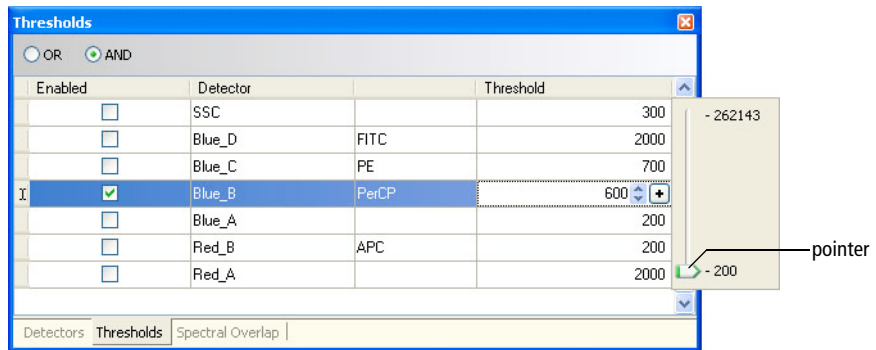 Thresholds
OR AND
Enabled Detector Threshold
SSC 300
Blue_D FITC 2000
Blue_C PE 700
Blue_B PerCP 600 +
Blue_A 200
Red_B APC 200
Red_A 2000
- 262143
- 200
pointer
Detectors Thresholds Spectral Overlap